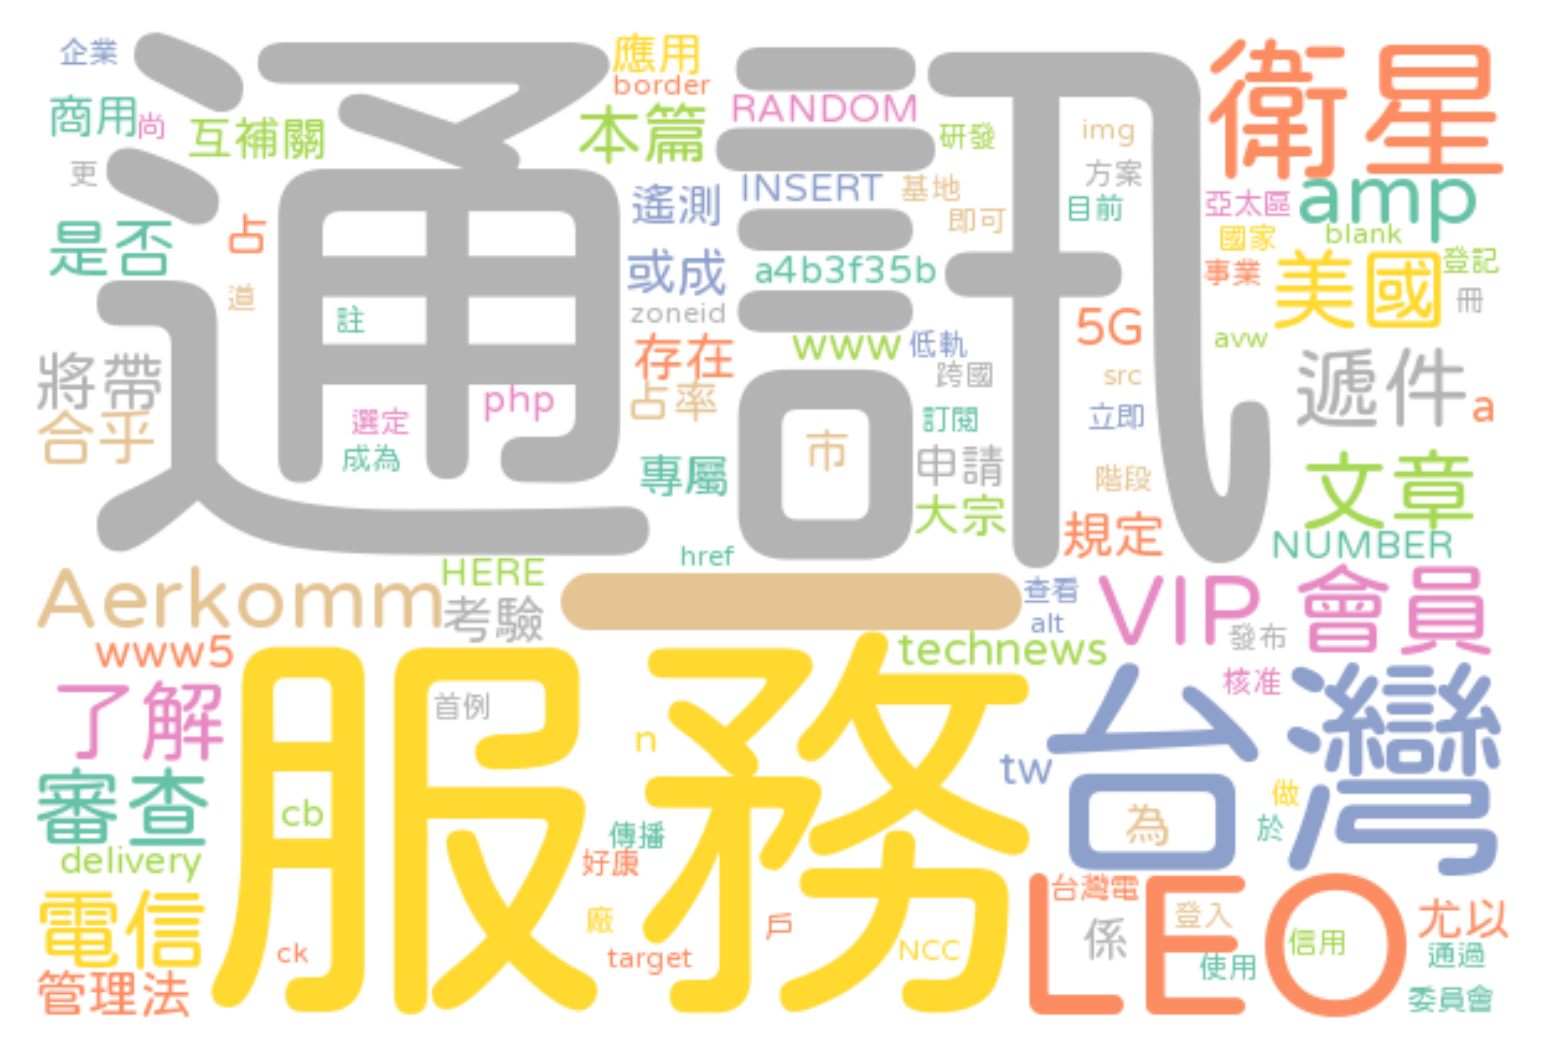 企業
應用
border
衛星
通訊
商用
尚
互補關
本篇
RANDOM
研發
img
更
方案
INSERT
基地
遙測
即可
目前
亞太區
amp
是否
占
國家
blank
或成
a4b3f35b
事業
美國
登記
道
註
zoneid
5G
冊
存在
www
低軌
avw
將帶
跨國
src
遞件
a
合乎
選定
php
占率
訂閱
立即
成為
專屬
市
申請
階段
文章
大宗
規定
NUMBER
href
HERE
Aerkomm
考驗
一
查看
alt
VIP
會員
發布
www5
technews
了解
服務
首例
n
tw
台灣
核准
審查
cb
傳播
為
做
於
delivery
好康
電信
廠
戶
NCC
係
LEO
台灣電
登入
使用
信用
尤以
通過
ck
target
管理法
委員會